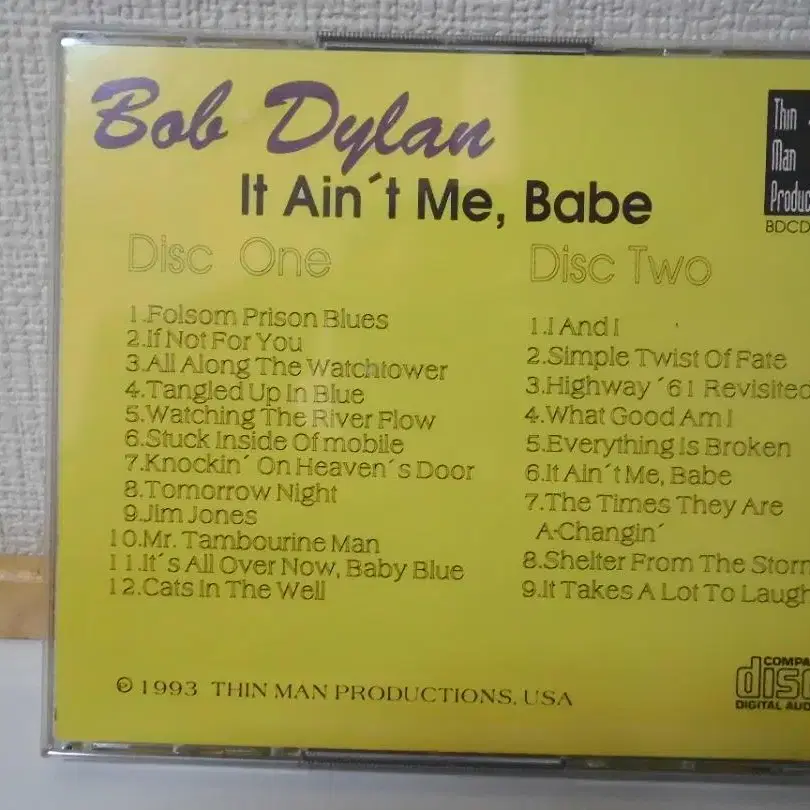 Bob Dylan
It Ain´t Me, Babe
Thin
Man
Produc
BDCD
Disc One
1.Folsom Prison Blues
2.If Not For You
3.All Along The Watchtower
4.Tangled Up In Blue
5.Watching The River Flow
6.Stuck Inside Of mobile
7.Knockin´ On Heaven´s Door
8.Tomorrow Night
9.Jim Jones
10.Mr. Tambourine Man
11.It´s All Over Now, Baby Blue
12.Cats In The Well
Disc Two
1.I And I
2.Simple Twist Of Fate
3.Highway ´61 Revisited
4.What Good Am I
5.Everything Is Broken
6.It Ain´t Me, Babe
7.The Times They Are
A-Changin´
8.Shelter From The Storm
9.It Takes A Lot To Laugh
℗ 1993 THIN MAN PRODUCTIONS, USA
COMPA
disc
DIGITAL AUD